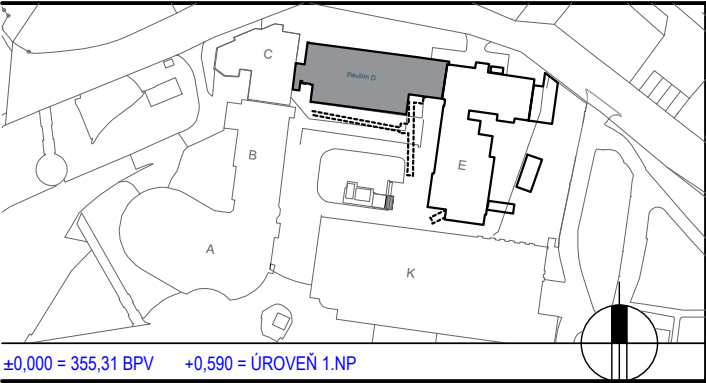 C
Pavilon D
B
E
A
K
±0,000 = 355,31 BPV +0,590 = ÚROVEŇ 1.NP